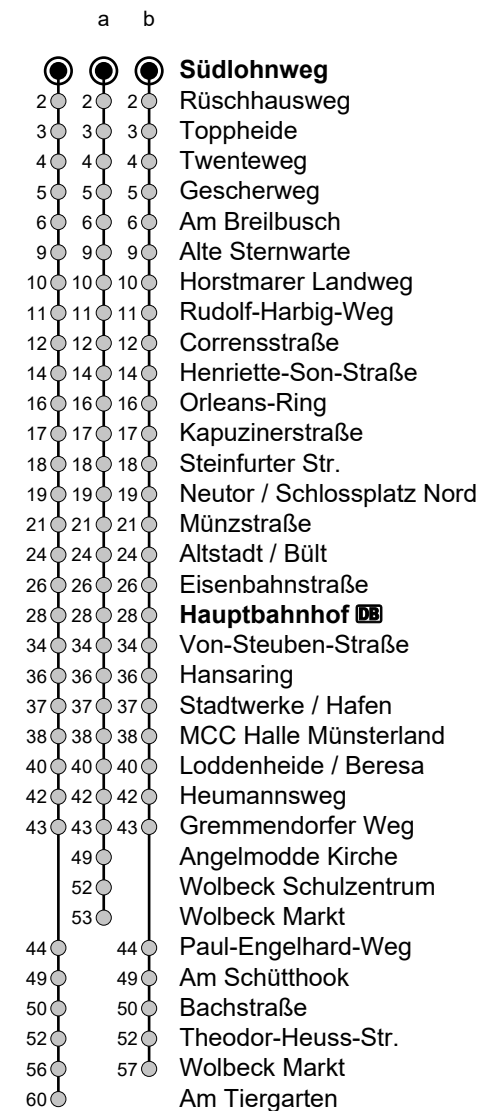 a b
Südlohnweg
2 2 2 Rüschhausweg
3 3 3 Toppheide
4 4 4 Twenteweg
5 5 5 Gescherweg
6 6 6 Am Breilbusch
9 9 9 Alte Sternwarte
10 10 10 Horstmarer Landweg
11 11 11 Rudolf-Harbig-Weg
12 12 12 Corrensstraße
14 14 14 Henriette-Son-Straße
16 16 16 Orleans-Ring
17 17 17 Kapuzinerstraße
18 18 18 Steinfurter Str.
19 19 19 Neutor / Schlossplatz Nord
21 21 21 Münzstraße
24 24 24 Altstadt / Bült
26 26 26 Eisenbahnstraße
28 28 28 Hauptbahnhof DB
34 34 34 Von-Steuben-Straße
36 36 36 Hansaring
37 37 37 Stadtwerke / Hafen
38 38 38 MCC Halle Münsterland
40 40 40 Loddenheide / Beresa
42 42 42 Heumannsweg
43 43 43 Gremmendorfer Weg
49 Angelmodde Kirche
52 Wolbeck Schulzentrum
53 Wolbeck Markt
44 44 Paul-Engelhard-Weg
49 49 Am Schütthook
50 50 Bachstraße
52 52 Theodor-Heuss-Str.
56 57 Wolbeck Markt
60 Am Tiergarten